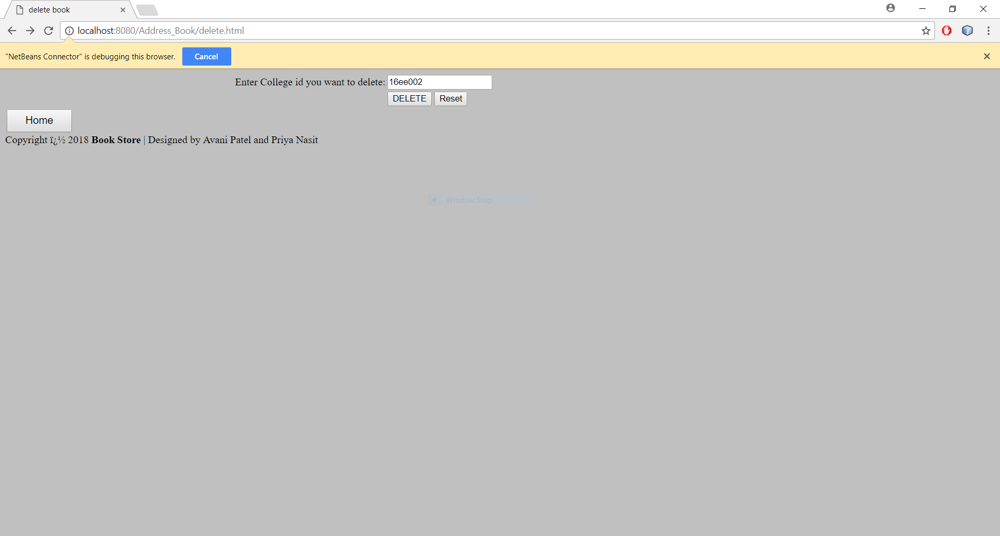 delete book
localhost:8080/Address_Book/delete.html
"NetBeans Connector" is debugging this browser. Cancel
Enter College id you want to delete: 16ee002
DELETE Reset
Home
Copyright ï¿½ 2018 Book Store | Designed by Avani Patel and Priya Nasit
Window Snip